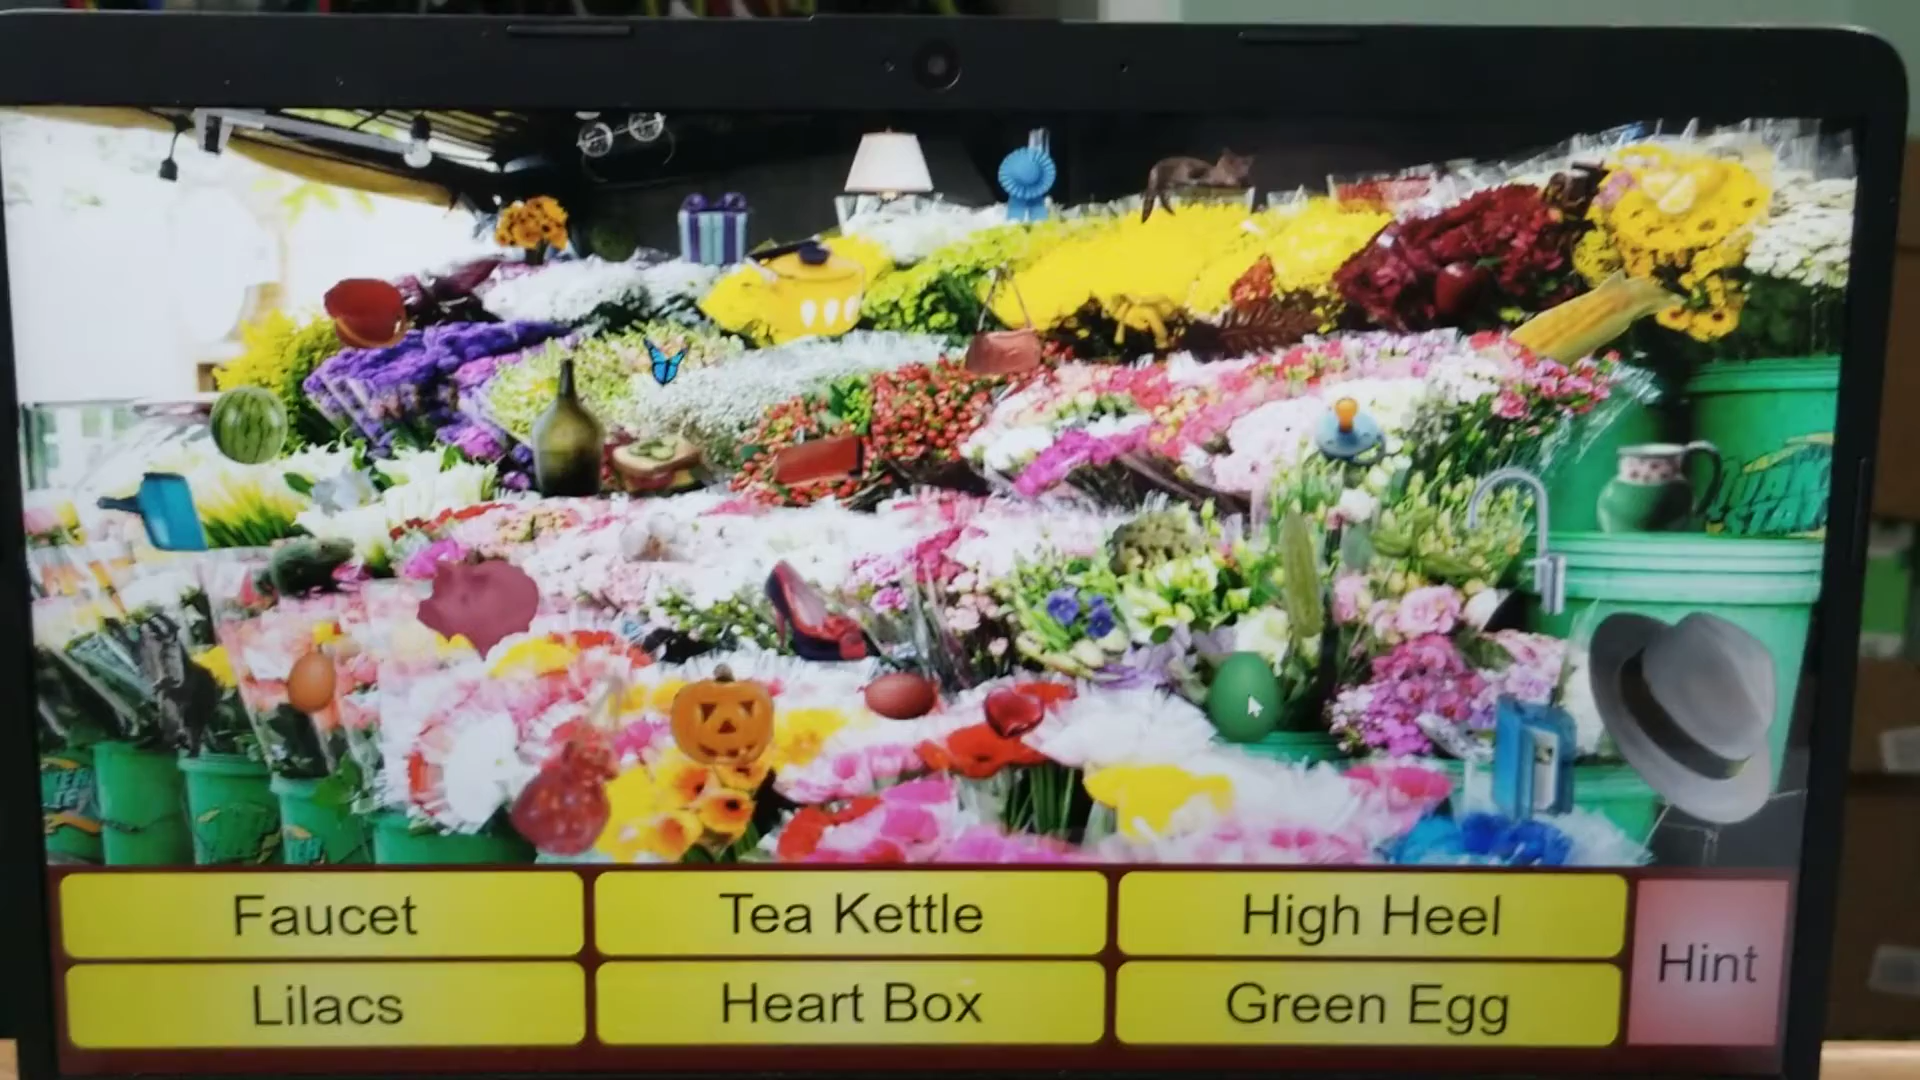 Faucet
Tea Kettle
High Heel
Lilacs
Heart Box
Green Egg
Hint